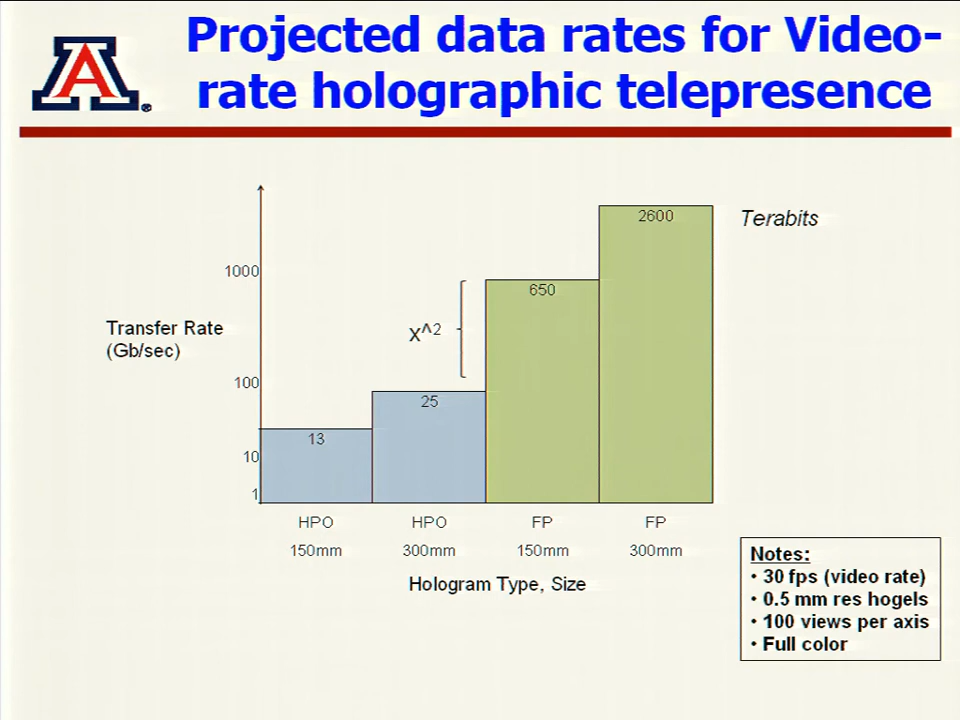 Projected data rates for Video-
rate holographic telepresence
A
®
2600
Terabits
1000
650
Transfer Rate
(Gb/sec)
x^2
100
25
13
10
1
HPO
HPO
FP
FP
150mm
300mm
150mm
300mm
Hologram Type, Size
Notes:
• 30 fps (video rate)
• 0.5 mm res hogels
• 100 views per axis
• Full color